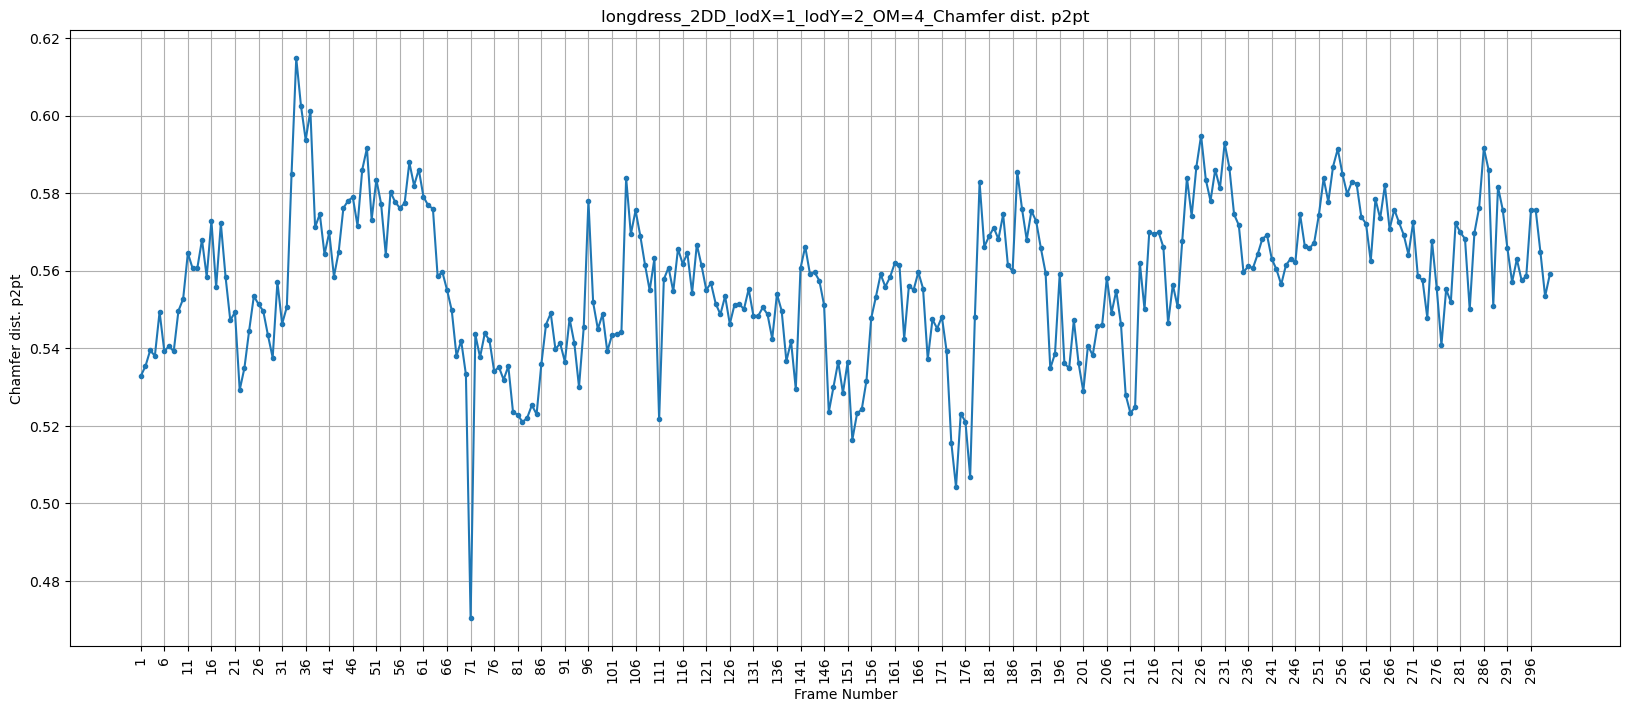 longdress_2DD_lodX=1_lodY=2_OM=4_Chamfer dist. p2pt
0.62
0.60
0.58
0.56
0.54
0.52
0.50
0.48
Chamfer dist. p2pt
1 6 11 16 21 26 31 36 41 46 51 56 61 66 71 76 81 86 91 96 101 106 111 116 121 126 131 136 141 146 151 156 161 166 171 176 181 186 191 196 201 206 211 216 221 226 231 236 241 246 251 256 261 266 271 276 281 286 291 296
Frame Number